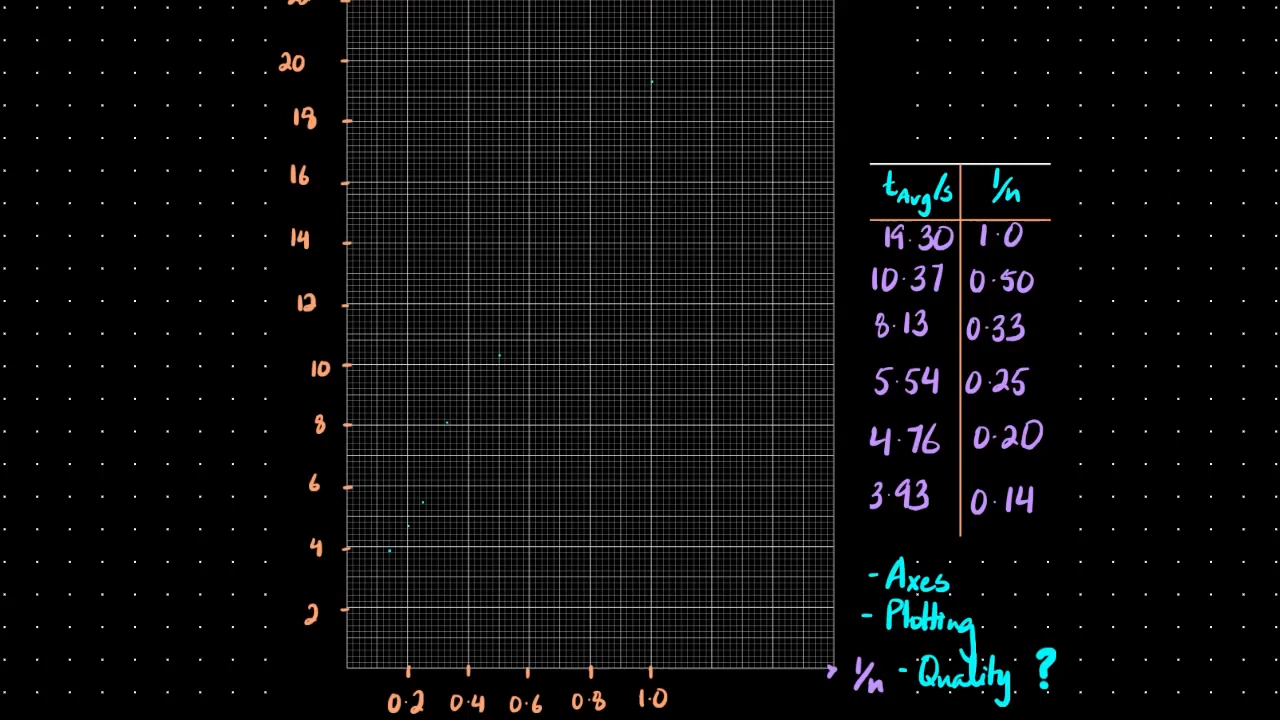 20
18
16
14
12
10
8
6
4
2
0.2 0.4 0.6 0.8 1.0
1/n
tAvg/s 1/n
19.30 1.0
10.37 0.50
8.13 0.33
5.54 0.25
4.76 0.20
3.93 0.14
- Axes
- Plotting
- Quality ?